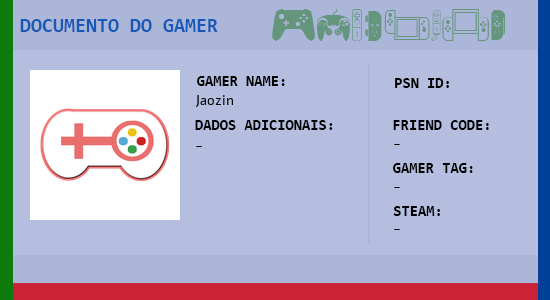 DOCUMENTO DO GAMER
GAMER NAME:
Jaozin
DADOS ADICIONAIS:
–
PSN ID:
FRIEND CODE:
–
GAMER TAG:
–
STEAM:
–